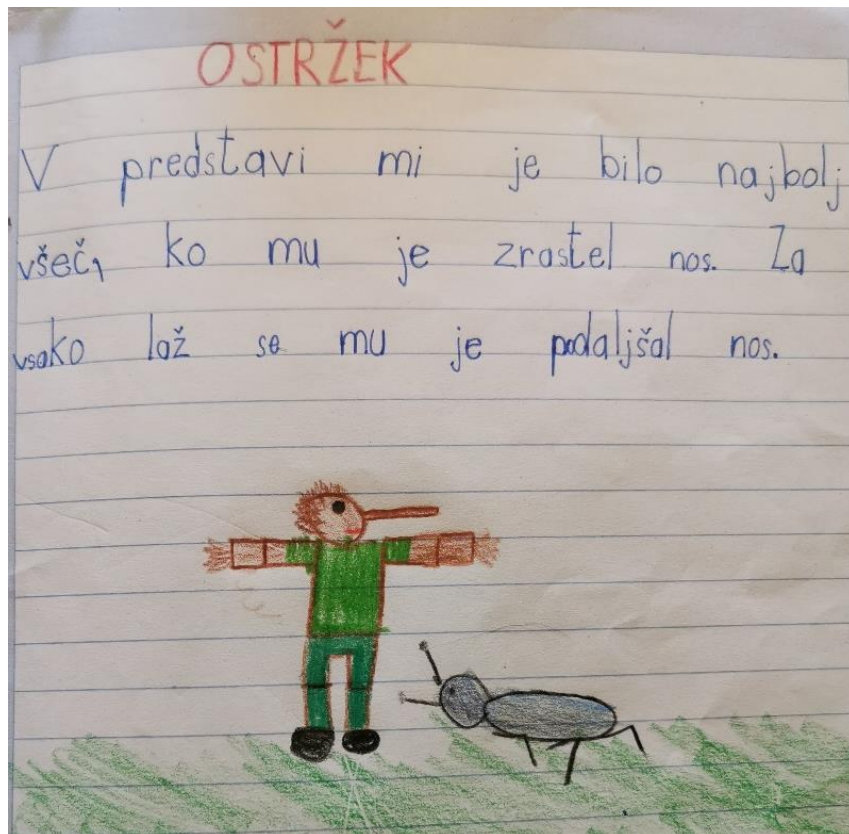 OSTRŽEK
V predstavi mi je bilo najbolj
všeč, ko mu je zrastel nos. Za
vsako laž se mu je podaljšal nos.